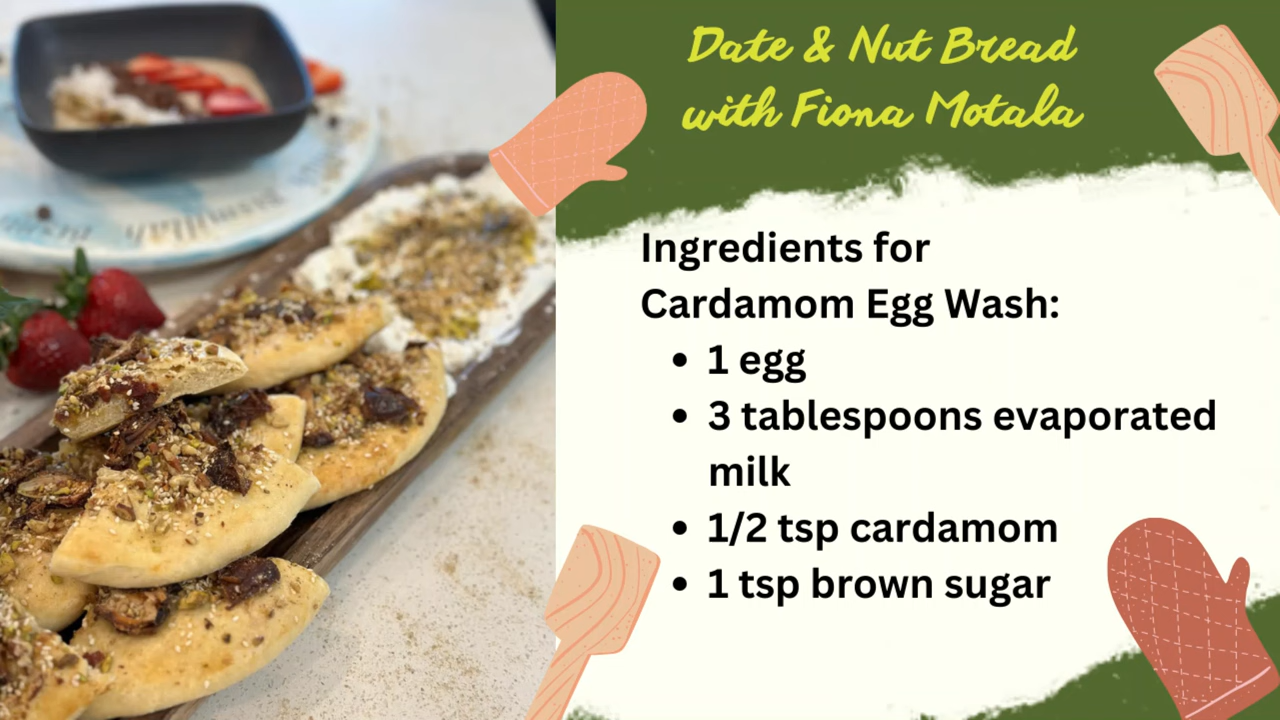 Date & Nut Bread
with Fiona Motala
Ingredients for
Cardamom Egg Wash:
• 1 egg
• 3 tablespoons evaporated
milk
• 1/2 tsp cardamom
• 1 tsp brown sugar